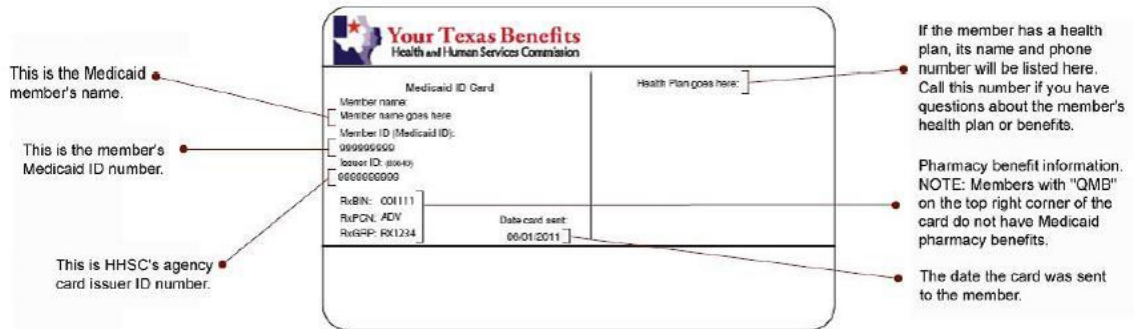 Your Texas Benefits
Health and Human Services Commission
This is the Medicaid
member's name.
This is the member's
Medicaid ID number.
This is HHSC's agency
card issuer ID number.
Medicaid ID Card
Member name:
Member name goes here
Member ID (Medicaid ID):
999999999
Issuer ID:
9999999999
RxBIN: 001111
RxPCN: ADV
RxGRP: RX1234
Date card sent:
06/01/2011
Health Plan goes here:
If the member has a health
plan, its name and phone
number will be listed here.
Call this number if you have
questions about the member's
health plan or benefits.
Pharmacy benefit information.
NOTE: Members with "QMB"
on the top right corner of the
card do not have Medicaid
pharmacy benefits.
The date the card was sent
to the member.